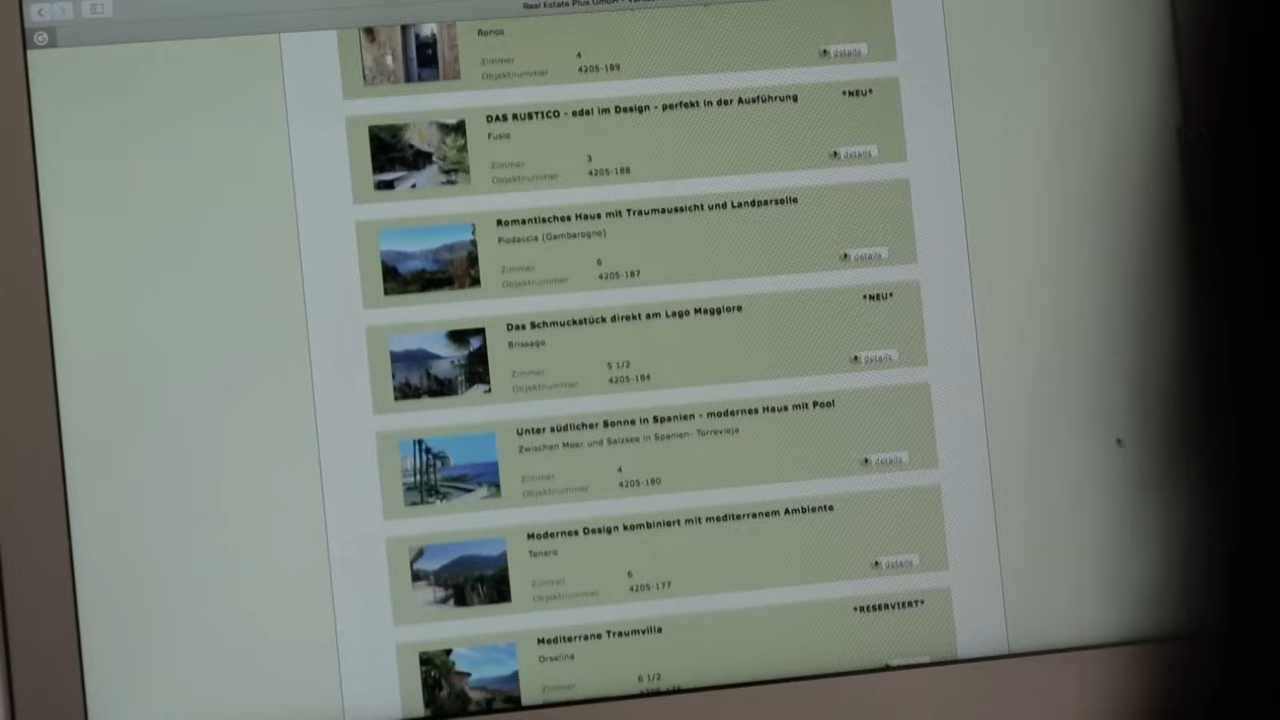 Real Estate Plus GmbH -
Ronco
Zimmer 4
Objektnummer 4205-189
details
DAS RUSTICO - edel im Design - perfekt in der Ausführung
*NEU*
Fusio
Zimmer 3
Objektnummer 4205-188
details
Romantisches Haus mit Traumaussicht und Landparzelle
Piodaccia (Gambarogno)
Zimmer 6
Objektnummer 4205-187
details
Das Schmuckstück direkt am Lago Maggiore
*NEU*
Brissago
Zimmer 5 1/2
Objektnummer 4205-184
details
Unter südlicher Sonne in Spanien - modernes Haus mit Pool
Zwischen Meer und Salzsee in Spanien- Torrevieja
Zimmer 4
Objektnummer 4205-180
details
Modernes Design kombiniert mit mediterranem Ambiente
Tenero
Zimmer 6
Objektnummer 4205-177
details
Mediterrane Traumvilla
*RESERVIERT*
Orselina
Zimmer 6 1/2